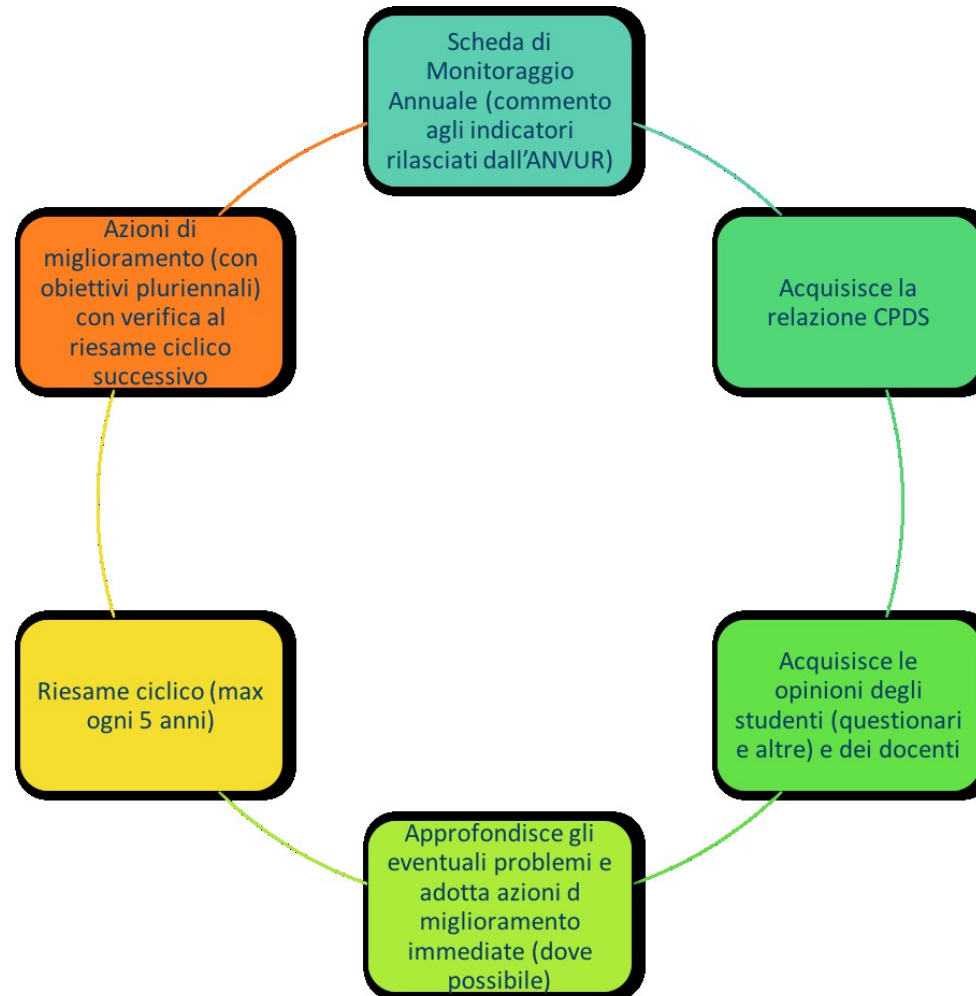 Scheda di
Monitoraggio
Annuale (commento
agli indicatori
rilasciati dall'ANVUR)
Acquisisce la
relazione CPDS
Acquisisce le
opinioni degli
studenti (questionari
e altre) e dei docenti
Approfondisce gli
eventuali problemi e
adotta azioni d
miglioramento
immediate (dove
possibile)
Riesame ciclico (max
ogni 5 anni)
Azioni di
miglioramento (con
obiettivi pluriennali)
con verifica al
riesame ciclico
successivo